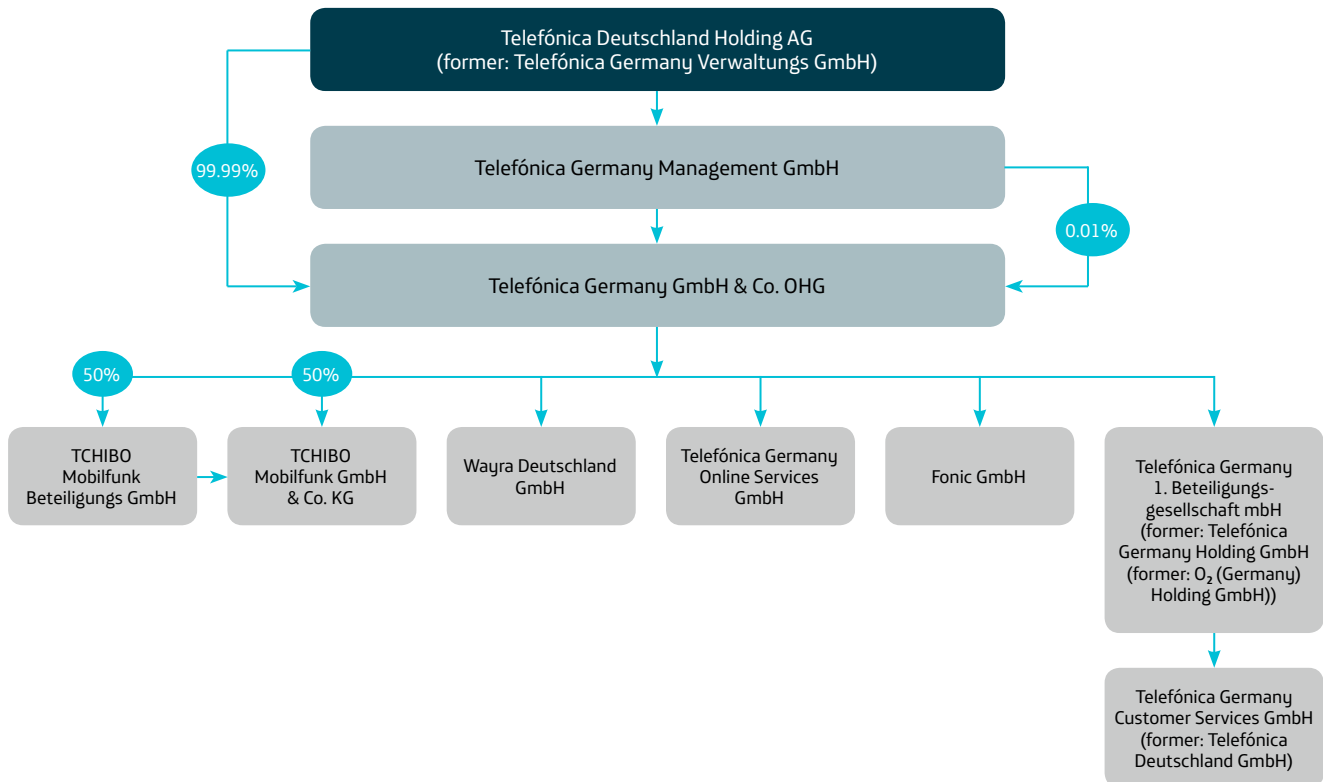 Telefónica Deutschland Holding AG
(former: Telefónica Germany Verwaltungs GmbH)
99.99%
Telefónica Germany Management GmbH
0.01%
Telefónica Germany GmbH & Co. OHG
50%
50%
TCHIBO
Mobilfunk
Beteiligungs GmbH
TCHIBO
Mobilfunk GmbH
& Co. KG
Wayra Deutschland
GmbH
Telefónica Germany
Online Services
GmbH
Fonic GmbH
Telefónica Germany
1. Beteiligungs-
gesellschaft mbH
(former: Telefónica
Germany Holding GmbH
(former: O₂ (Germany)
Holding GmbH))
Telefónica Germany
Customer Services GmbH
(former: Telefónica
Deutschland GmbH)